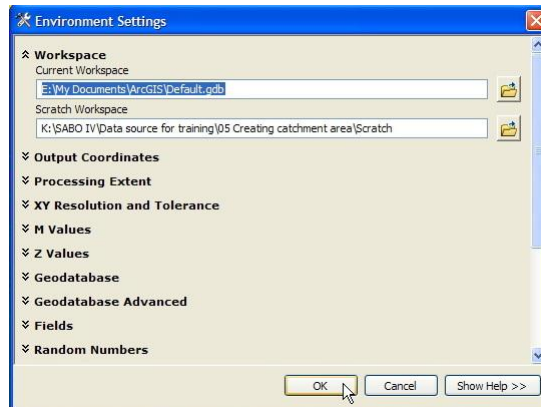 Environment Settings
Workspace
Current Workspace
E:\My Documents\ArcGIS\Default.gdb
Scratch Workspace
K:\SABO IV\Data source for training\05 Creating catchment area\Scratch
Output Coordinates
Processing Extent
XY Resolution and Tolerance
M Values
Z Values
Geodatabase
Geodatabase Advanced
Fields
Random Numbers
OK
Cancel
Show Help >>